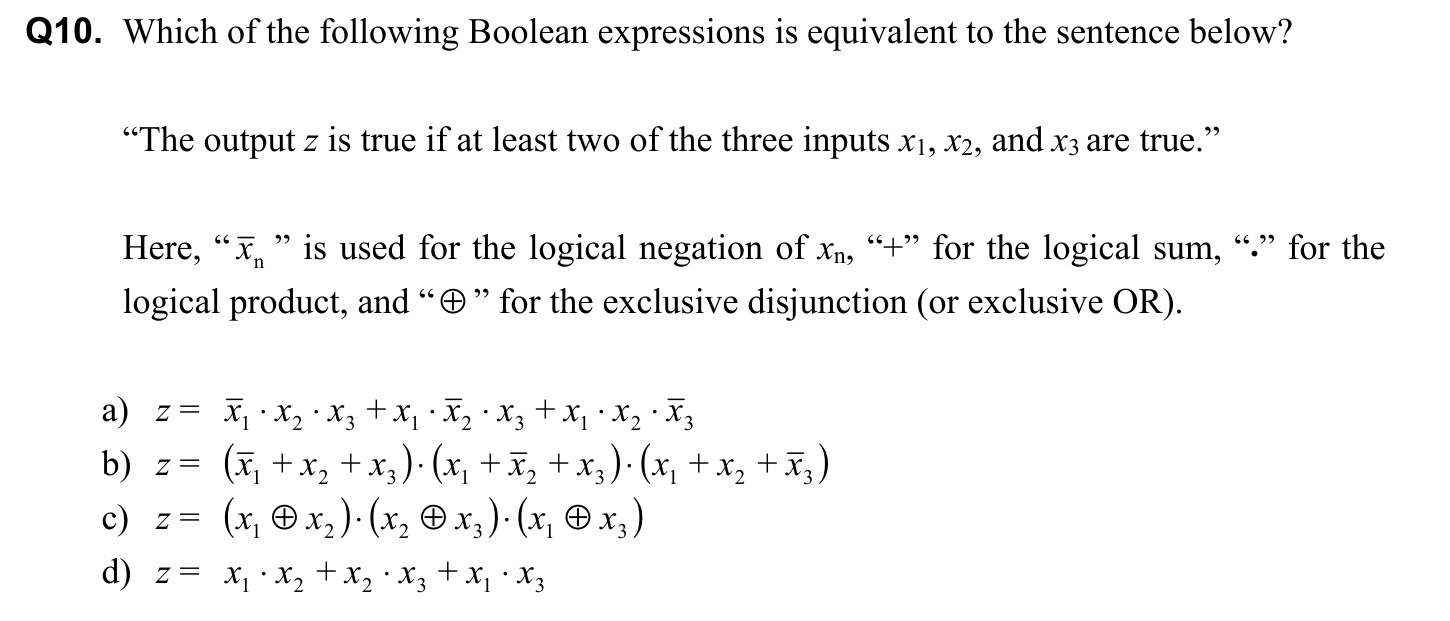 Q10. Which of the following Boolean expressions is equivalent to the sentence below?
“The output z is true if at least two of the three inputs x₁, x₂, and x₃ are true.”
Here, “ x̅ₙ ” is used for the logical negation of xₙ, “+” for the logical sum, “·” for the
logical product, and “ ⊕ ” for the exclusive disjunction (or exclusive OR).
a) z = x̅₁ · x₂ · x₃ + x₁ · x̅₂ · x₃ + x₁ · x₂ · x̅₃
b) z = (x̅₁ + x₂ + x₃)· (x₁ + x̅₂ + x₃)· (x₁ + x₂ + x̅₃)
c) z = (x₁ ⊕ x₂)· (x₂ ⊕ x₃)· (x₁ ⊕ x₃)
d) z = x₁ · x₂ + x₂ · x₃ + x₁ · x₃